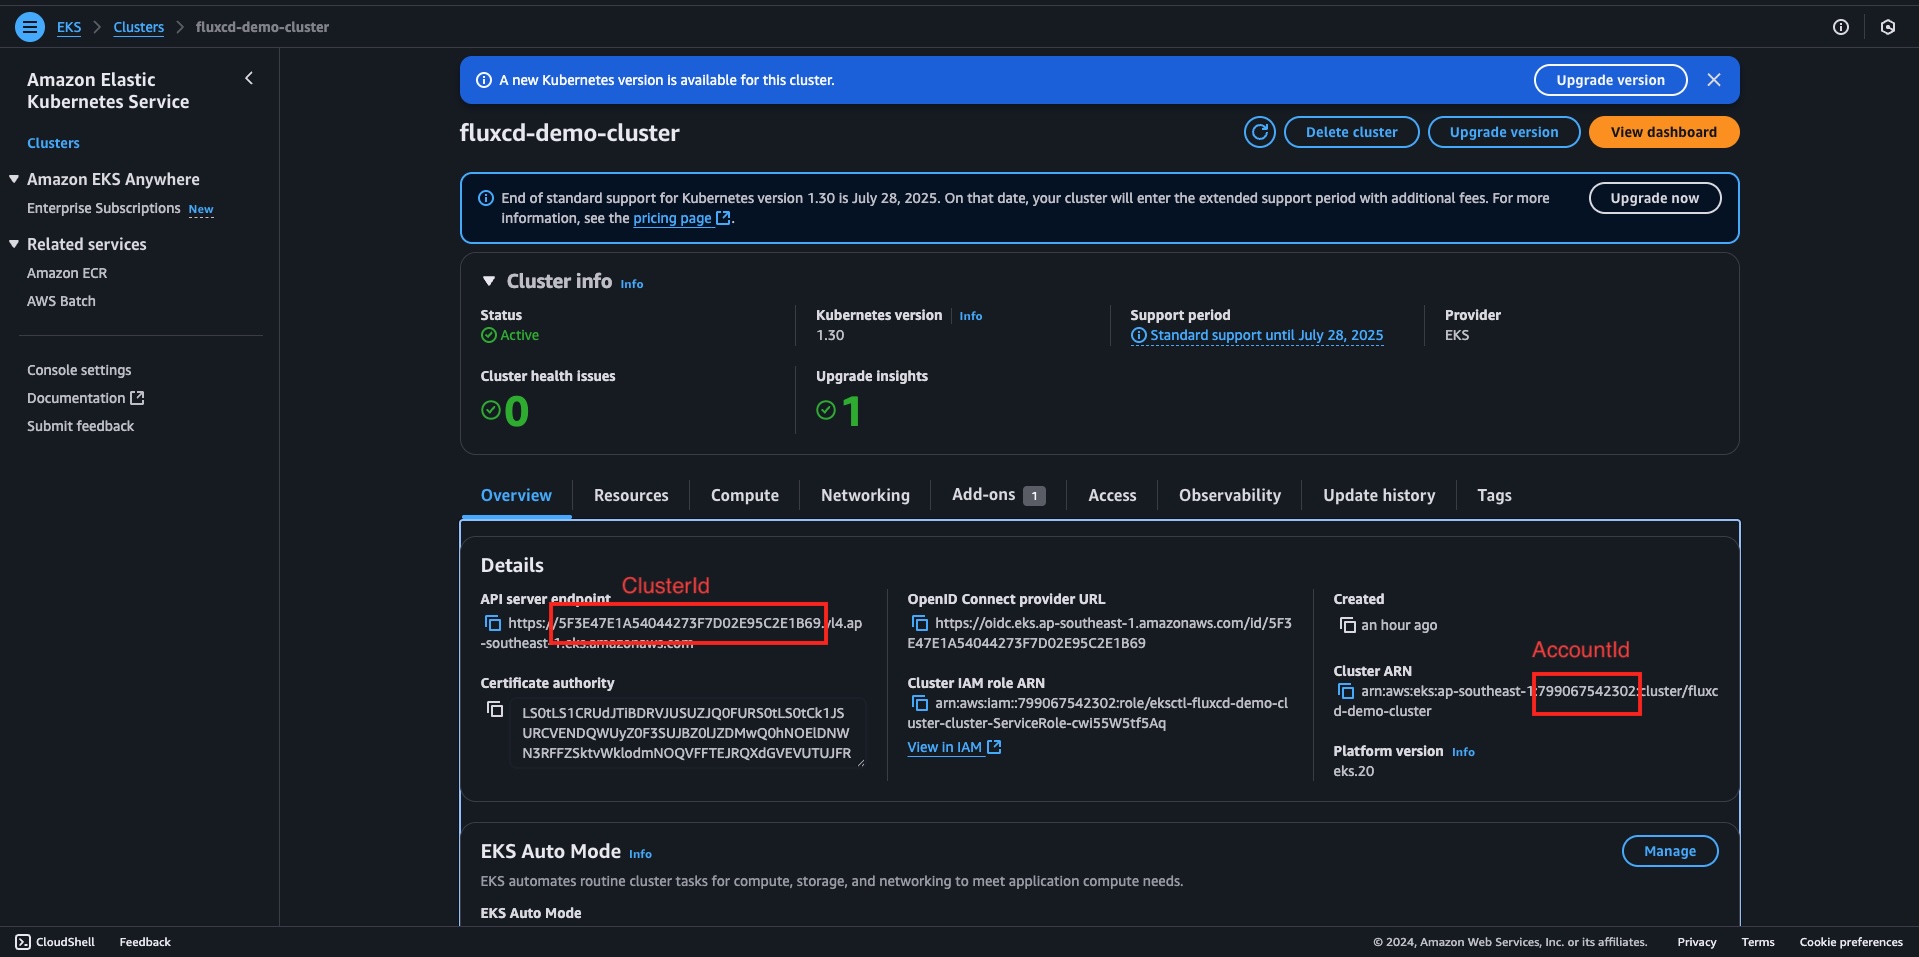 EKS > Clusters > fluxcd-demo-cluster
Amazon Elastic
Kubernetes Service
Clusters
Amazon EKS Anywhere
Enterprise Subscriptions New
Related services
Amazon ECR
AWS Batch
Console settings
Documentation
Submit feedback
A new Kubernetes version is available for this cluster.
Upgrade version
fluxcd-demo-cluster
Delete cluster
Upgrade version
View dashboard
End of standard support for Kubernetes version 1.30 is July 28, 2025. On that date, your cluster will enter the extended support period with additional fees. For more
information, see the pricing page.
Upgrade now
Cluster info Info
Status
Active
Kubernetes version Info
1.30
Support period
Standard support until July 28, 2025
Provider
EKS
Cluster health issues
0
Upgrade insights
1
Overview
Resources
Compute
Networking
Add-ons 1
Access
Observability
Update history
Tags
Details
ClusterId
API server endpoint
https://5F3E47E1A54044273F7D02E95C2E1B69.yl4.ap
-southeast-1.eks.amazonaws.com
Certificate authority
LS0tLS1CRUdJTiBDRVJUSUZJQ0FURS0tLS0tCk1JS
URCVENDQWUyZ0F3SUJBZ0lJZDMwQ0hNOElDNW
N3RFFZSktvWklodmNOQVFFTEJRQXdGVEVUTUJFR
OpenID Connect provider URL
https://oidc.eks.ap-southeast-1.amazonaws.com/id/5F3
E47E1A54044273F7D02E95C2E1B69
Cluster IAM role ARN
arn:aws:iam::799067542302:role/eksctl-fluxcd-demo-cl
uster-cluster-ServiceRole-cwi55W5tf5Aq
View in IAM
Created
an hour ago
AccountId
Cluster ARN
arn:aws:eks:ap-southeast-1:799067542302:cluster/fluxc
d-demo-cluster
Platform version Info
eks.20
EKS Auto Mode Info
Manage
EKS automates routine cluster tasks for compute, storage, and networking to meet application compute needs.
EKS Auto Mode
CloudShell
Feedback
© 2024, Amazon Web Services, Inc. or its affiliates.
Privacy
Terms
Cookie preferences